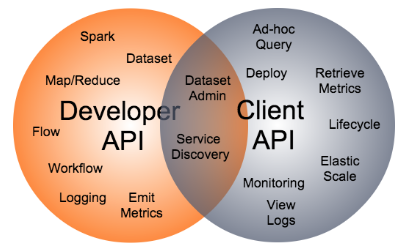 Spark
Dataset
Map/Reduce
Developer
API
Flow
Workflow
Logging
Emit
Metrics
Dataset
Admin
Service
Discovery
Ad-hoc
Query
Deploy
Retrieve
Metrics
Client
API
Lifecycle
Elastic
Scale
Monitoring
View
Logs